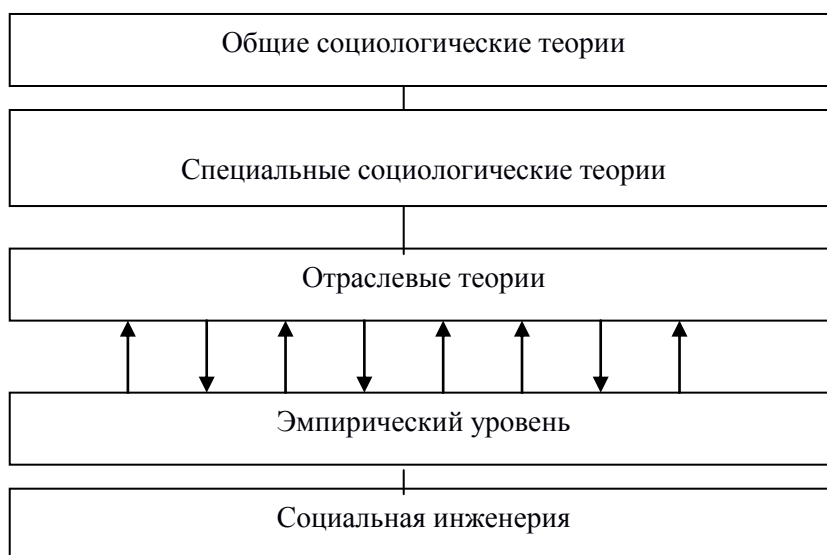 Общие социологические теории
Специальные социологические теории
Отраслевые теории
Эмпирический уровень
Социальная инженерия